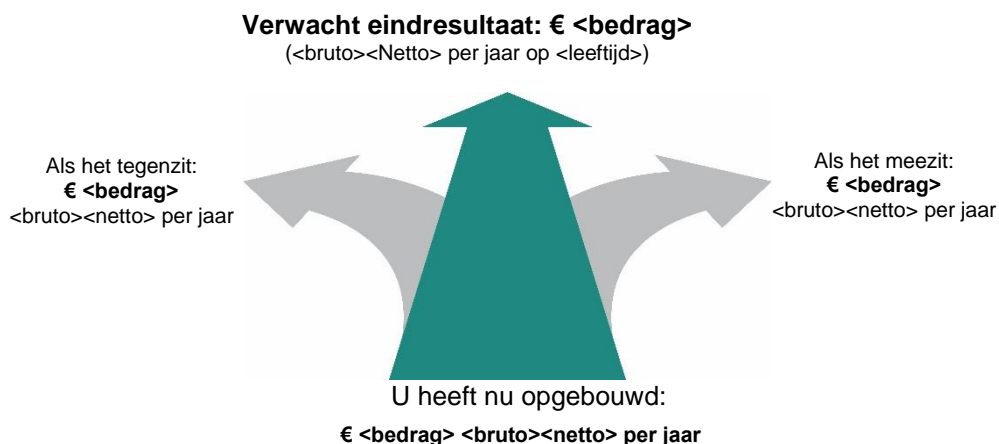 Verwacht eindresultaat: € <bedrag>
(<bruto><Netto> per jaar op <leeftijd>)
Als het tegenzit:
€ <bedrag>
<bruto><netto> per jaar
Als het meezit:
€ <bedrag>
<bruto><netto> per jaar
U heeft nu opgebouwd:
€ <bedrag> <bruto><netto> per jaar